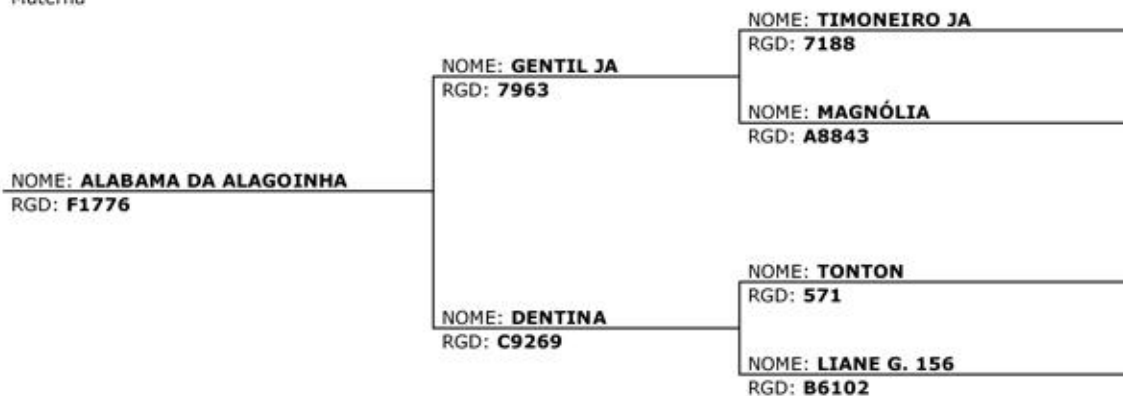 Materna
NOME: TIMONEIRO JA
RGD: 7188
NOME: GENTIL JA
RGD: 7963
NOME: MAGNÓLIA
RGD: A8843
NOME: ALABAMA DA ALAGOINHA
RGD: F1776
NOME: TONTON
RGD: 571
NOME: DENTINA
RGD: C9269
NOME: LIANE G. 156
RGD: B6102